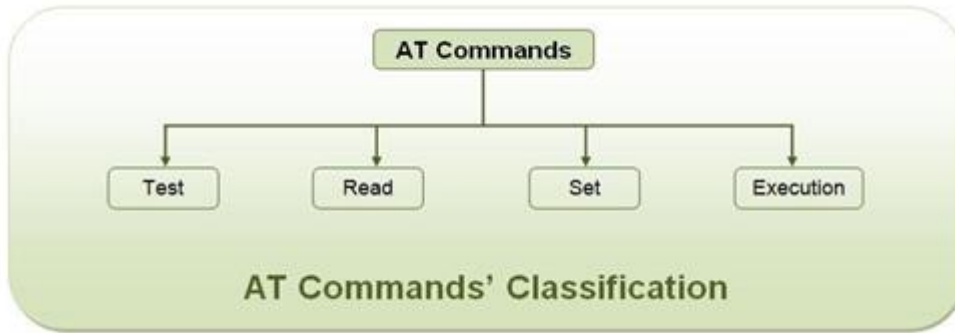 AT Commands
Test Read Set Execution
AT Commands’ Classification